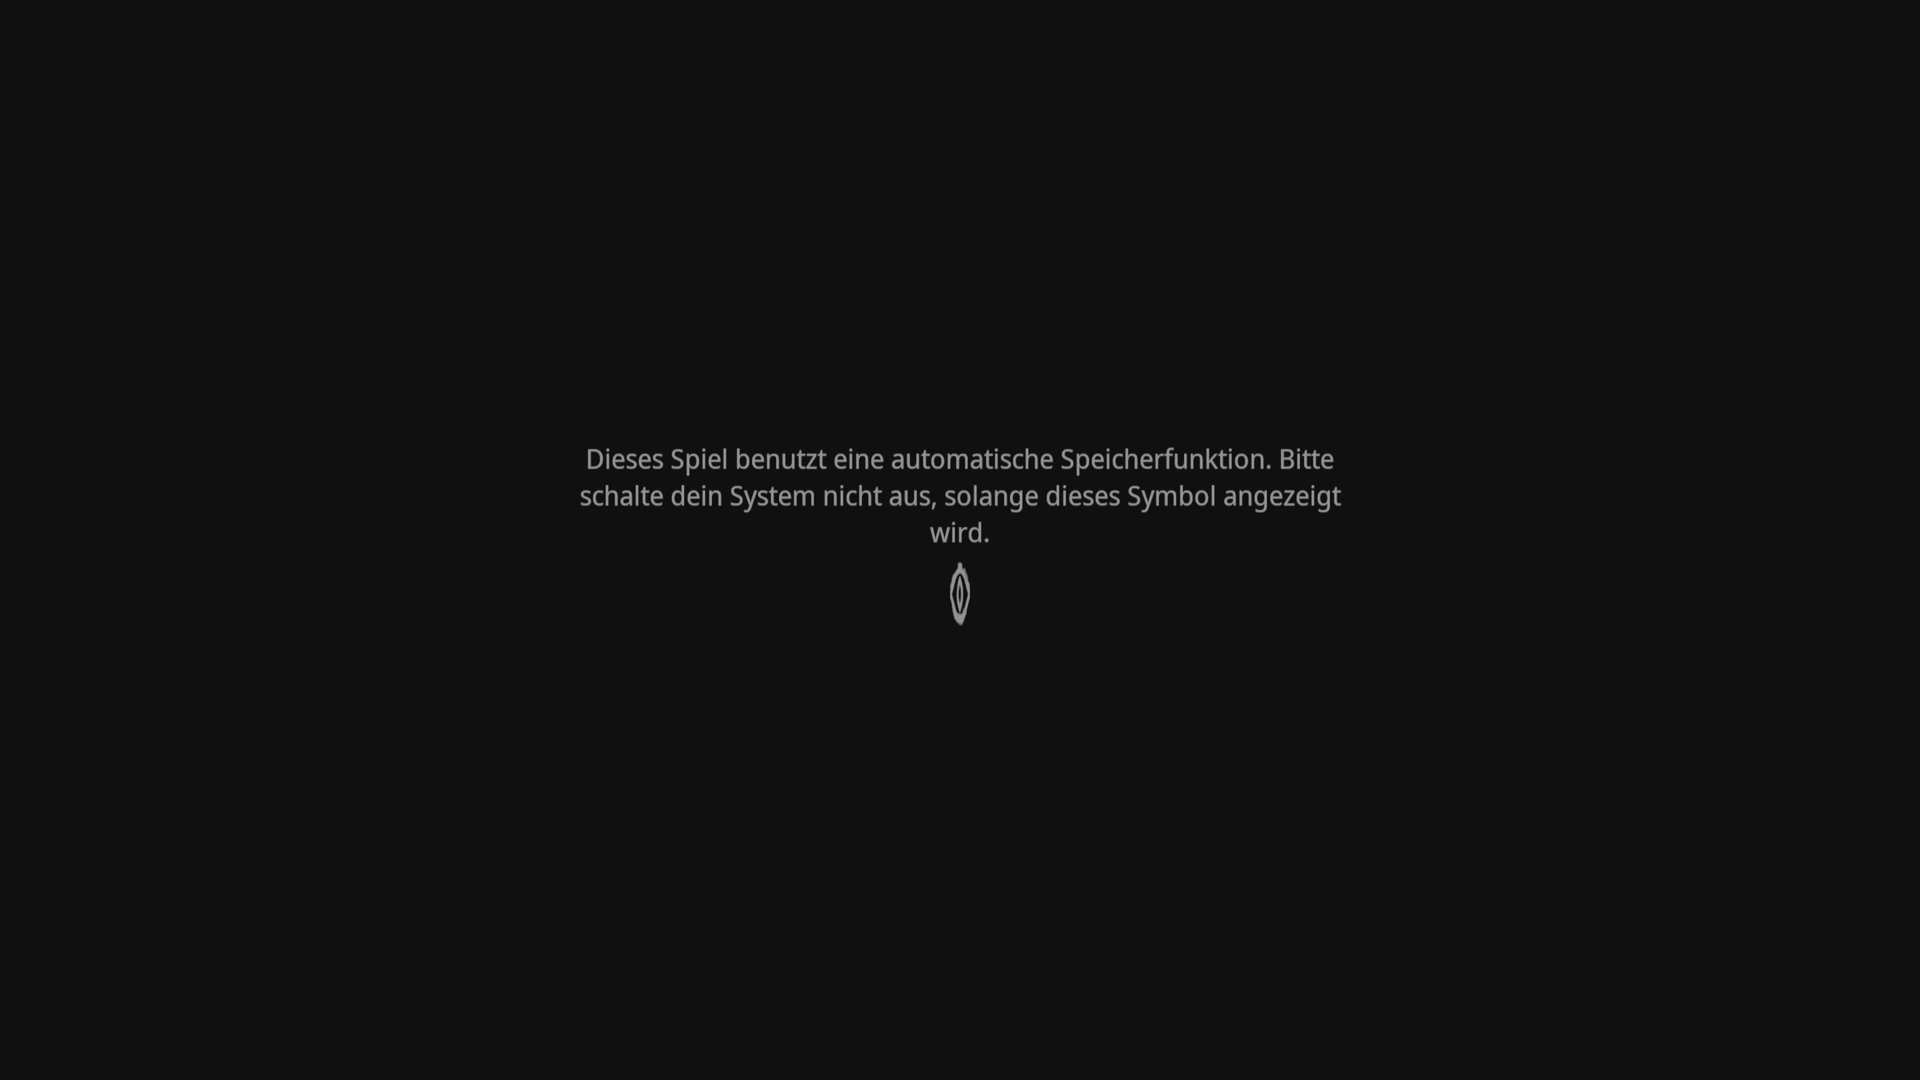 Dieses Spiel benutzt eine automatische Speicherfunktion. Bitte
schalte dein System nicht aus, solange dieses Symbol angezeigt
wird.